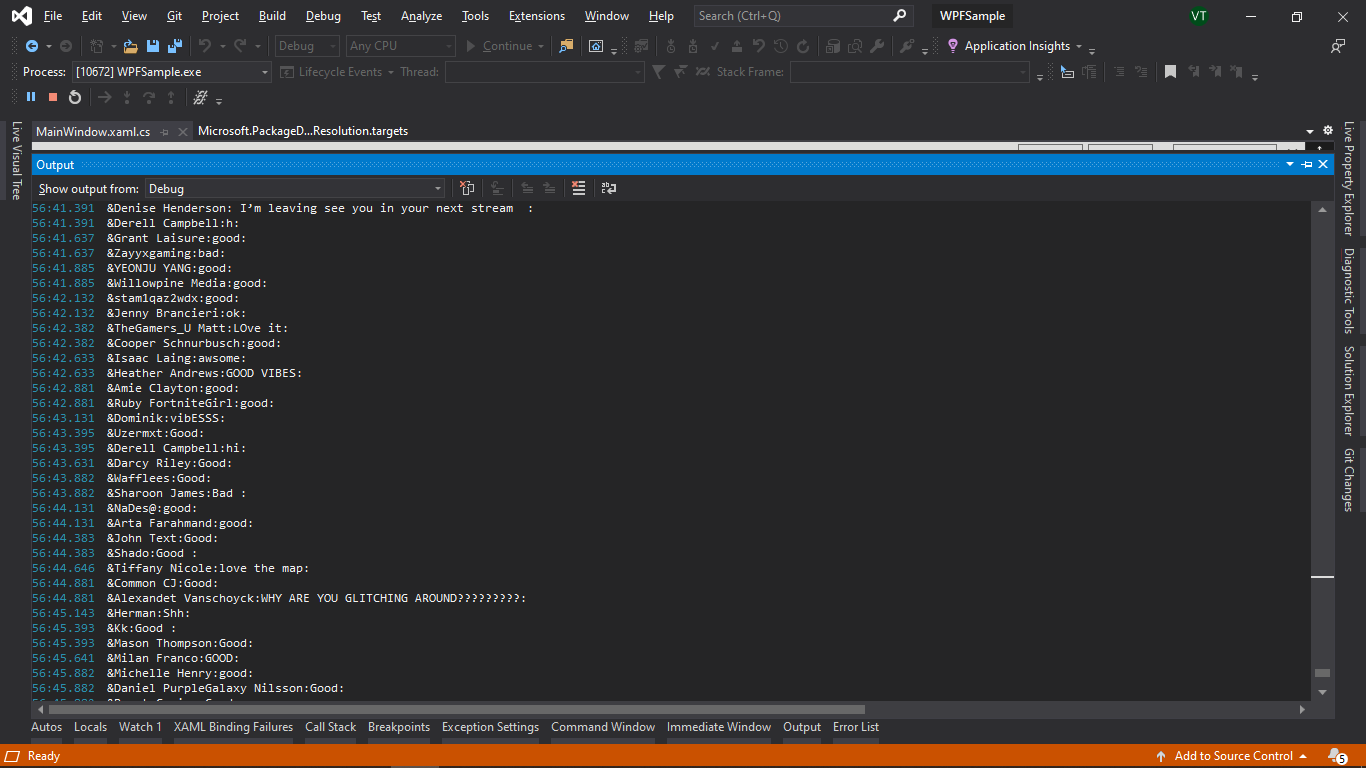 File Edit View Git Project Build Debug Test Analyze Tools Extensions Window Help Search (Ctrl+Q) WPFSample VT
Debug Any CPU Continue Application Insights
Process: [10672] WPFSample.exe Lifecycle Events Thread: Stack Frame:
MainWindow.xaml.cs Microsoft.PackageD...Resolution.targets
Live Visual Tree
Output
Show output from: Debug
56:41.391 &Denise Henderson: I’m leaving see you in your next stream :
56:41.391 &Derell Campbell:h:
56:41.637 &Grant Laisure:good:
56:41.637 &Zayyxgaming:bad:
56:41.885 &YEONJU YANG:good:
56:41.885 &Willowpine Media:good:
56:42.132 &stam1qaz2wdx:good:
56:42.132 &Jenny Brancieri:ok:
56:42.382 &TheGamers_U Matt:LOve it:
56:42.382 &Cooper Schnurbusch:good:
56:42.633 &Isaac Laing:awsome:
56:42.633 &Heather Andrews:GOOD VIBES:
56:42.881 &Amie Clayton:good:
56:42.881 &Ruby FortniteGirl:good:
56:43.131 &Dominik:vibESSS:
56:43.395 &Uzermxt:Good:
56:43.395 &Derell Campbell:hi:
56:43.631 &Darcy Riley:Good:
56:43.882 &Wafflees:Good:
56:43.882 &Sharoon James:Bad :
56:44.131 &NaDes@:good:
56:44.131 &Arta Farahmand:good:
56:44.383 &John Text:Good:
56:44.383 &Shado:Good :
56:44.646 &Tiffany Nicole:love the map:
56:44.881 &Common CJ:Good:
56:44.881 &Alexandet Vanschoyck:WHY ARE YOU GLITCHING AROUND?????????:
56:45.143 &Herman:Shh:
56:45.393 &Kk:Good :
56:45.393 &Mason Thompson:Good:
56:45.641 &Milan Franco:GOOD:
56:45.882 &Michelle Henry:good:
56:45.882 &Daniel PurpleGalaxy Nilsson:Good:
Live Property Explorer
Diagnostic Tools
Solution Explorer
Git Changes
Autos Locals Watch 1 XAML Binding Failures Call Stack Breakpoints Exception Settings Command Window Immediate Window Output Error List
Ready Add to Source Control 5